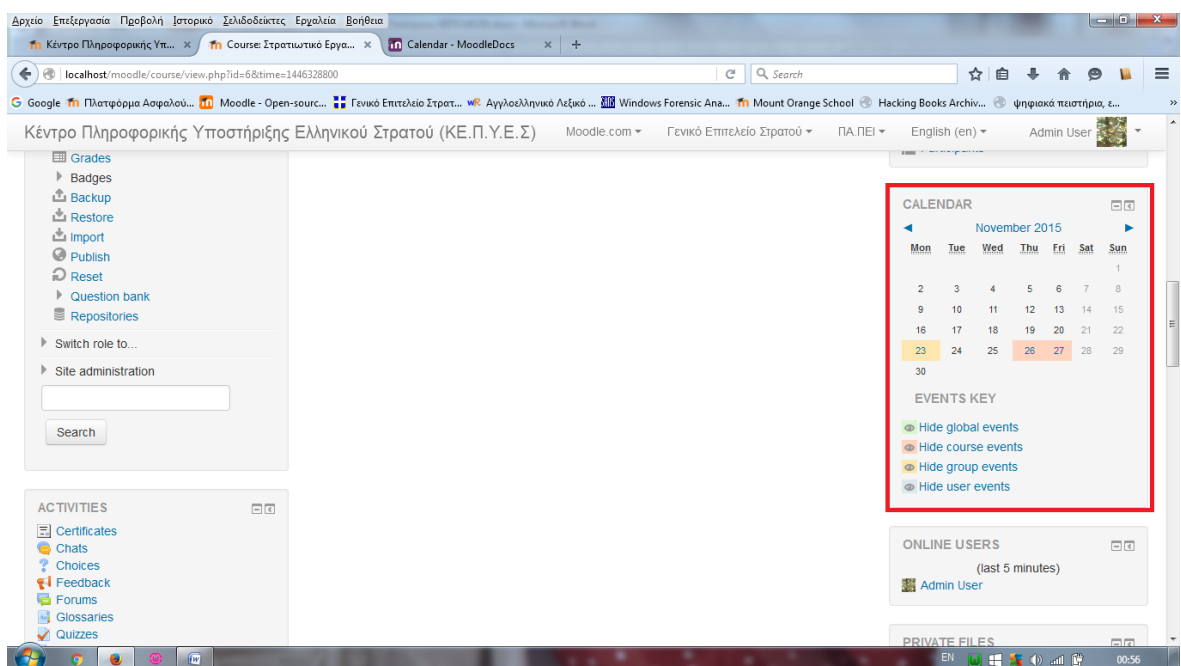 Αρχείο Επεξεργασία Προβολή Ιστορικό Σελιδοδείκτες Εργαλεία Βοήθεια
Κέντρο Πληροφορικής Υπ... × Course: Στρατιωτικό Εργα... × Calendar - MoodleDocs × +
localhost/moodle/course/view.php?id=6&time=1446328800 Search
Google Πλατφόρμα Ασφαλού... Moodle - Open-sourc... Γενικό Επιτελείο Στρατ... WR Αγγλοελληνικό Λεξικό ... Windows Forensic Ana... Mount Orange School Hacking Books Archiv... ψηφιακά πειστήρια, ε... »
Κέντρο Πληροφορικής Υποστήριξης Ελληνικού Στρατού (ΚΕ.Π.Υ.Ε.Σ) Moodle.com Γενικό Επιτελείο Στρατού ΠΑ.ΠΕΙ English (en) Admin User
Grades
Badges
Backup
Restore
Import
Publish
Reset
Question bank
Repositories
Switch role to...
Site administration
Search
ACTIVITIES
Certificates
Chats
Choices
Feedback
Forums
Glossaries
Quizzes
CALENDAR
November 2015
Mon Tue Wed Thu Fri Sat Sun
1
2 3 4 5 6 7 8
9 10 11 12 13 14 15
16 17 18 19 20 21 22
23 24 25 26 27 28 29
30
EVENTS KEY
Hide global events
Hide course events
Hide group events
Hide user events
ONLINE USERS
(last 5 minutes)
Admin User
PRIVATE FILES
EN 00:56